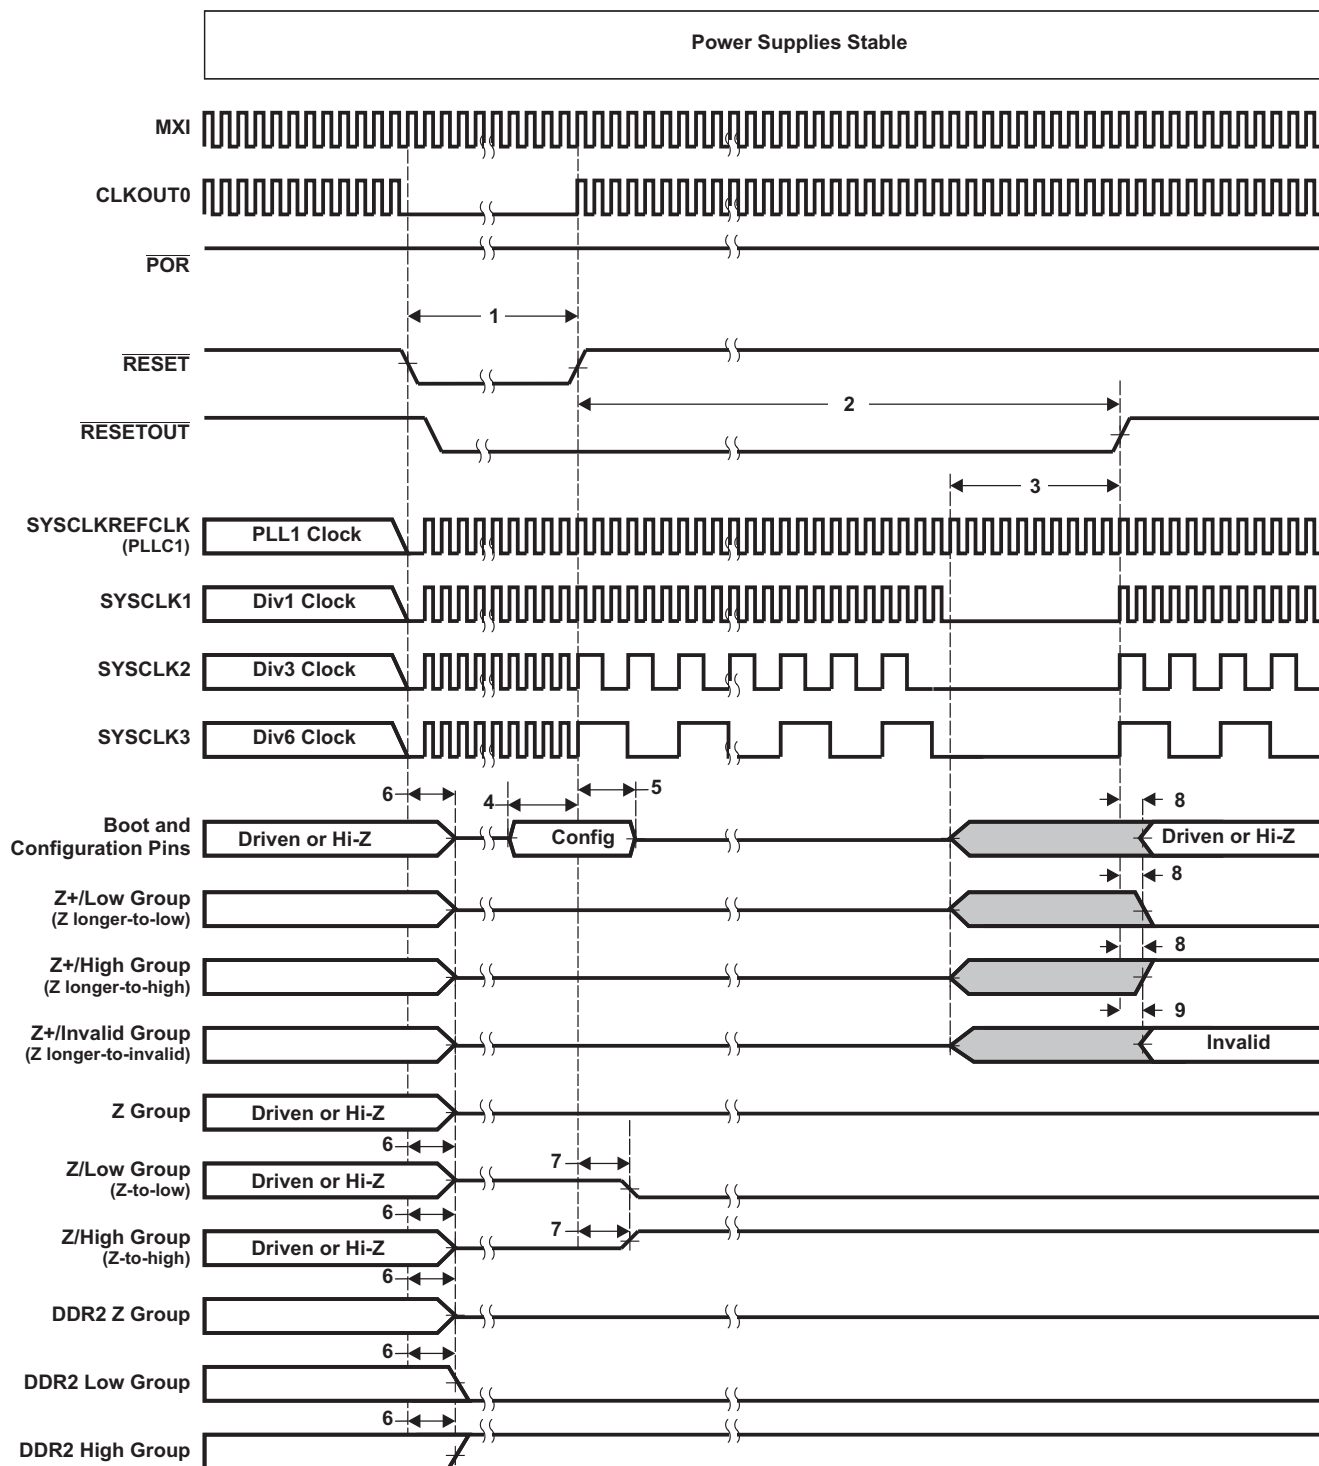 Power Supplies Stable
MXI
CLKOUT0
POR
1
RESET
2
RESETOUT
3
SYSCLKREFCLK
(PLLC1)
PLL1 Clock
SYSCLK1
Div1 Clock
SYSCLK2
Div3 Clock
SYSCLK3
Div6 Clock
6
4
5
8
Boot and
Configuration Pins
Driven or Hi-Z
Config
Driven or Hi-Z
8
Z+/Low Group
(Z longer-to-low)
8
Z+/High Group
(Z longer-to-high)
9
Z+/Invalid Group
(Z longer-to-invalid)
Invalid
Z Group
Driven or Hi-Z
6
7
Z/Low Group
(Z-to-low)
Driven or Hi-Z
6
7
Z/High Group
(Z-to-high)
Driven or Hi-Z
6
DDR2 Z Group
6
DDR2 Low Group
6
DDR2 High Group